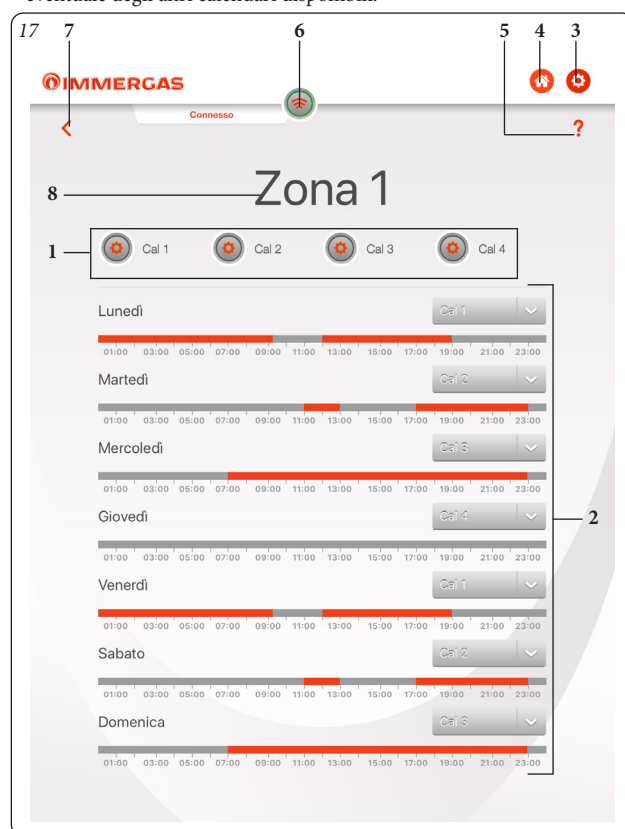 eventuale degli altri calendari disponibili.
17 7 6 5 4 3
IMMERGAS
Connesso
?
8 Zona 1
1 Cal 1 Cal 2 Cal 3 Cal 4
Lunedì Cal 1
01:00 03:00 05:00 07:00 09:00 11:00 13:00 15:00 17:00 19:00 21:00 23:00
Martedì Cal 2
01:00 03:00 05:00 07:00 09:00 11:00 13:00 15:00 17:00 19:00 21:00 23:00
Mercoledì Cal 3
01:00 03:00 05:00 07:00 09:00 11:00 13:00 15:00 17:00 19:00 21:00 23:00
Giovedì Cal 4
2
01:00 03:00 05:00 07:00 09:00 11:00 13:00 15:00 17:00 19:00 21:00 23:00
Venerdì Cal 1
01:00 03:00 05:00 07:00 09:00 11:00 13:00 15:00 17:00 19:00 21:00 23:00
Sabato Cal 2
01:00 03:00 05:00 07:00 09:00 11:00 13:00 15:00 17:00 19:00 21:00 23:00
Domenica Cal 3
01:00 03:00 05:00 07:00 09:00 11:00 13:00 15:00 17:00 19:00 21:00 23:00